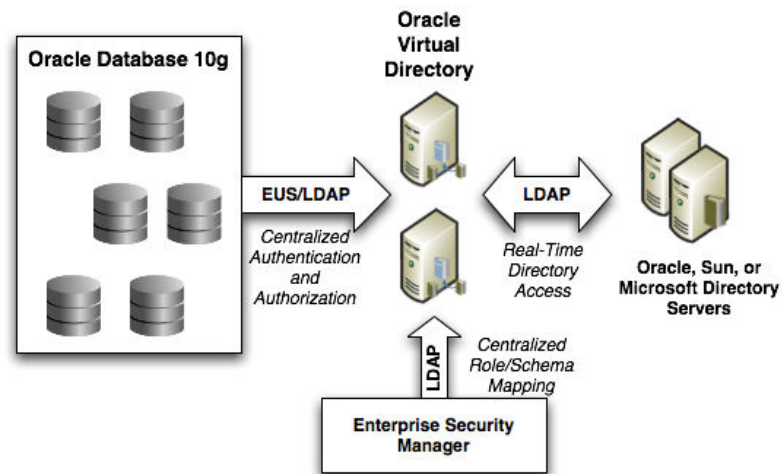 Oracle Database 10g
Oracle
Virtual
Directory
EUS/LDAP
Centralized
Authentication
and
Authorization
LDAP
Real-Time
Directory
Access
Oracle, Sun, or
Microsoft Directory
Servers
LDAP
Centralized
Role/Schema
Mapping
Enterprise Security
Manager